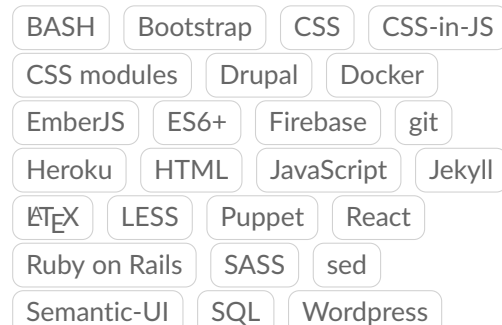 BASH Bootstrap CSS CSS-in-JS
CSS modules Drupal Docker
EmberJS ES6+ Firebase git
Heroku HTML JavaScript Jekyll
LATEX LESS Puppet React
Ruby on Rails SASS sed
Semantic-UI SQL Wordpress